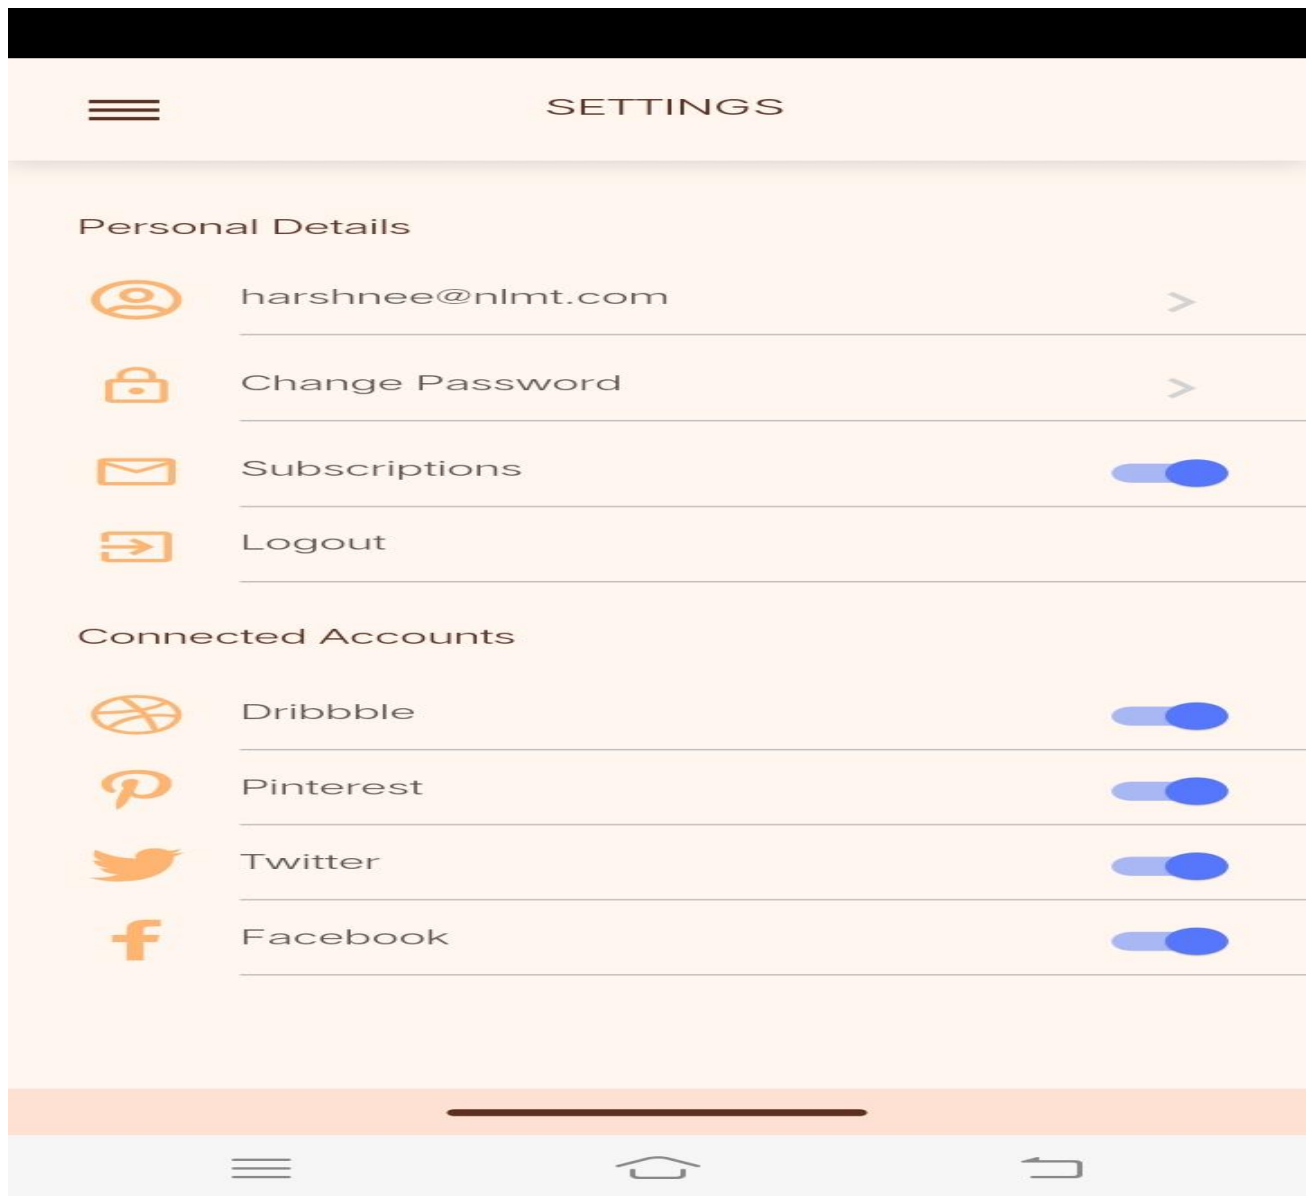 SETTINGS
Personal Details
harshnee@nlmt.com
Change Password
Subscriptions
Logout
Connected Accounts
Dribbble
Pinterest
Twitter
Facebook